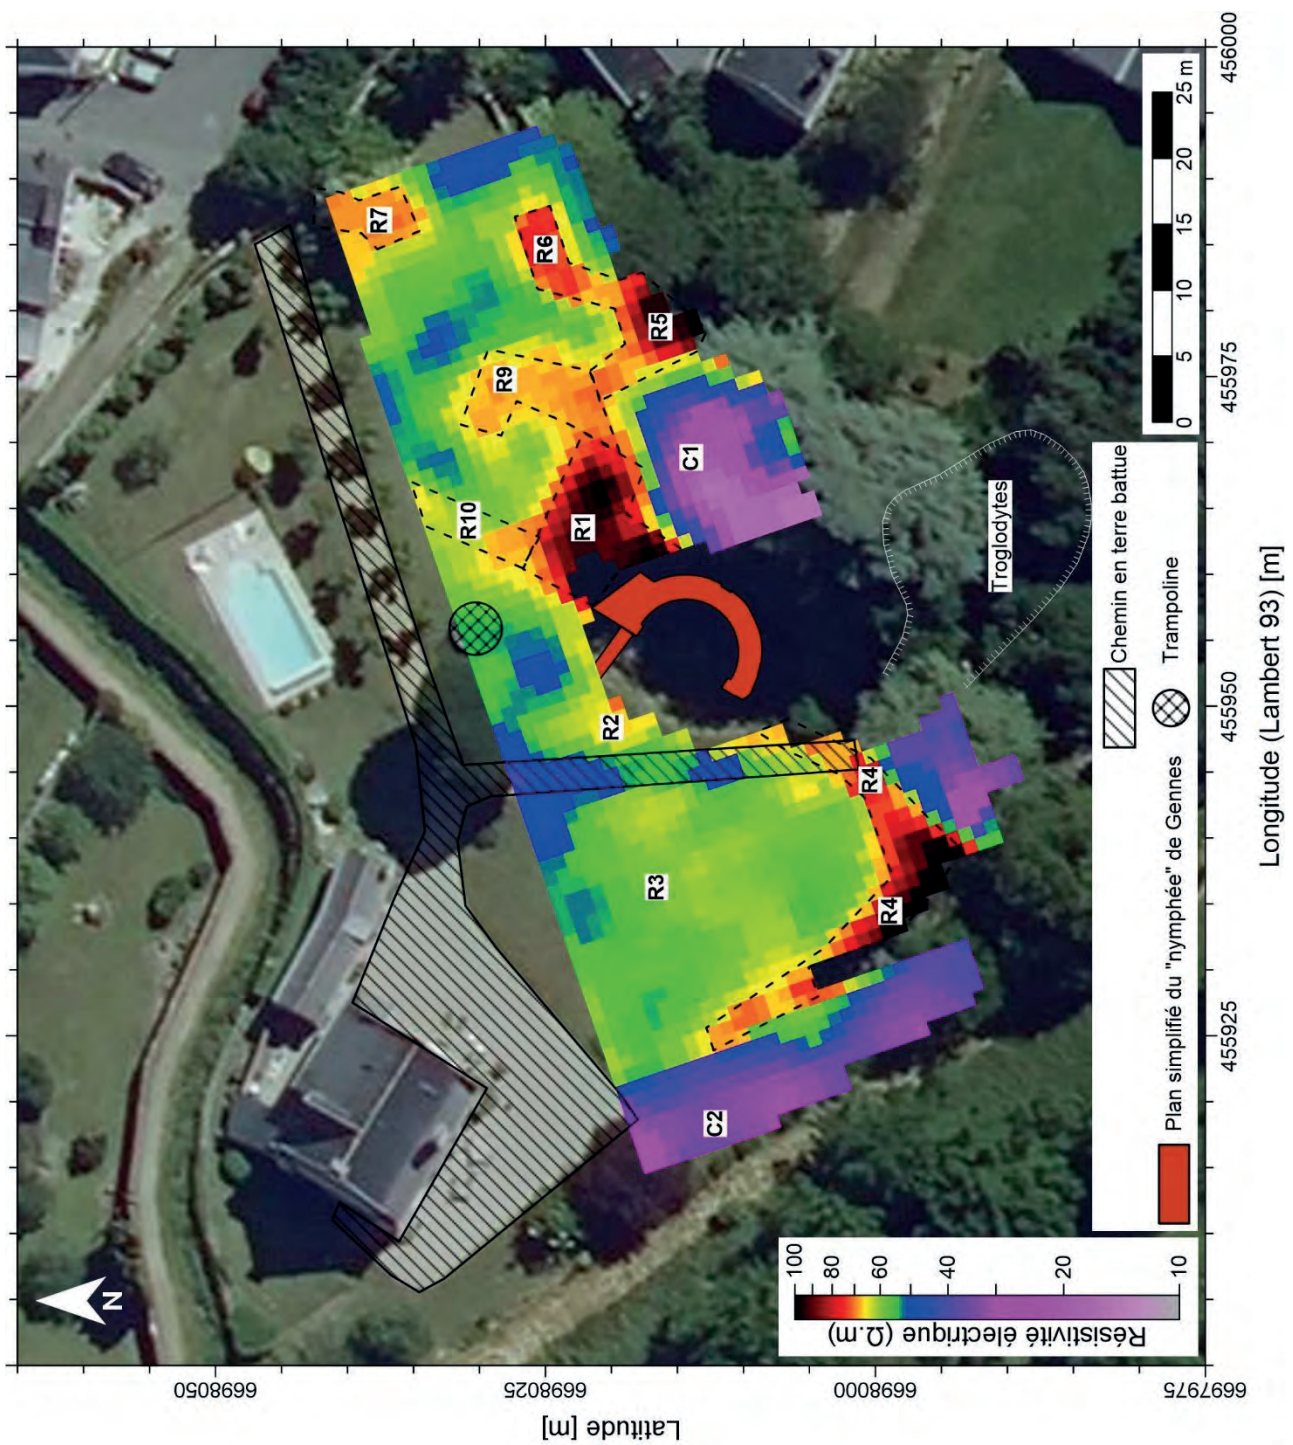 N
R7
R6
R5
R9
C1
R10
R1
R2
R3
R4
R4
C2
Troglodytes
Résistivité électrique (Ω.m)
100
80
60
40
20
10
Plan simplifié du "nymphée" de Gennes
Chemin en terre battue
Trampoline
0
5
10
15
20
25 m
Latitude [m]
6698050
6698025
6698000
6697975
455925
455950
455975
456000
Longitude (Lambert 93) [m]